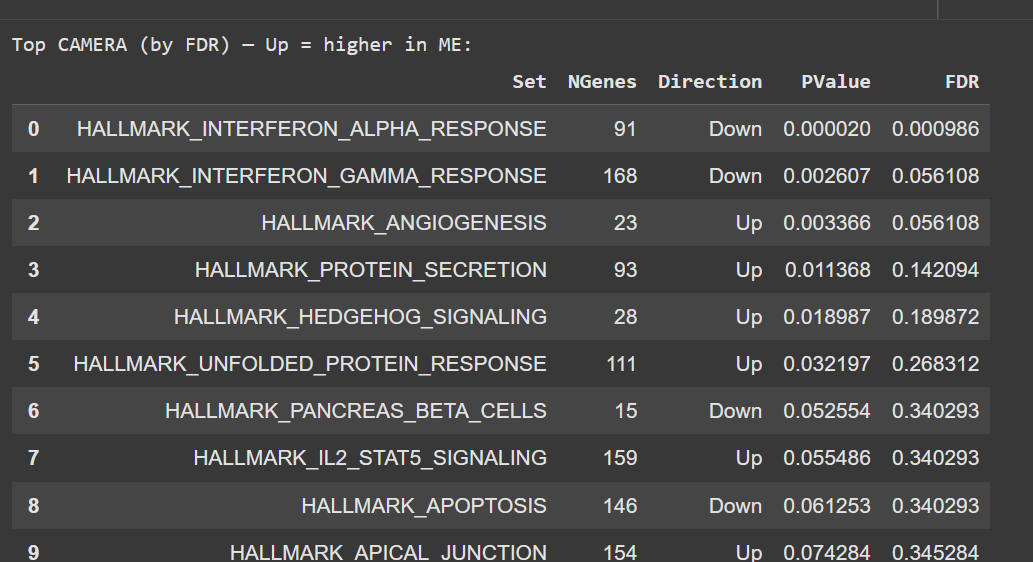 Top CAMERA (by FDR) — Up = higher in ME:
Set NGenes Direction PValue FDR
0 HALLMARK_INTERFERON_ALPHA_RESPONSE 91 Down 0.000020 0.000986
1 HALLMARK_INTERFERON_GAMMA_RESPONSE 168 Down 0.002607 0.056108
2 HALLMARK_ANGIOGENESIS 23 Up 0.003366 0.056108
3 HALLMARK_PROTEIN_SECRETION 93 Up 0.011368 0.142094
4 HALLMARK_HEDGEHOG_SIGNALING 28 Up 0.018987 0.189872
5 HALLMARK_UNFOLDED_PROTEIN_RESPONSE 111 Up 0.032197 0.268312
6 HALLMARK_PANCREAS_BETA_CELLS 15 Down 0.052554 0.340293
7 HALLMARK_IL2_STAT5_SIGNALING 159 Up 0.055486 0.340293
8 HALLMARK_APOPTOSIS 146 Down 0.061253 0.340293
9 HALLMARK_APICAL_JUNCTION 154 Up 0.074284 0.345284